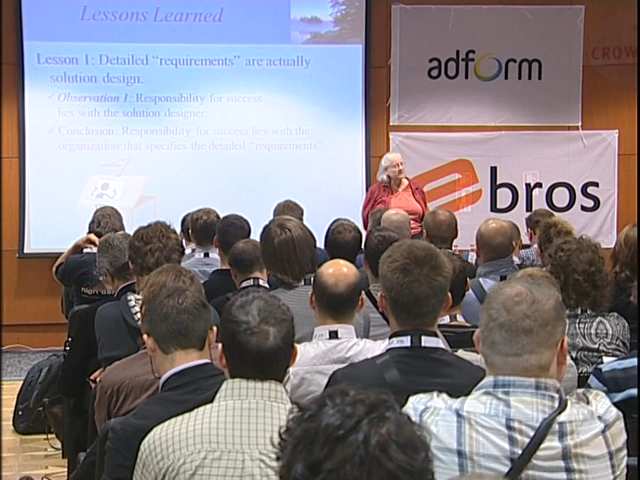 Lessons Learned
Lesson 1: Detailed “requirements” are actually
solution design.
✓Observation 1: Responsibility for success
lies with the solution designer.
✓Conclusion: Responsibility for success lies with the
organization that specifies the detailed “requirements”
adform
CROW
bros